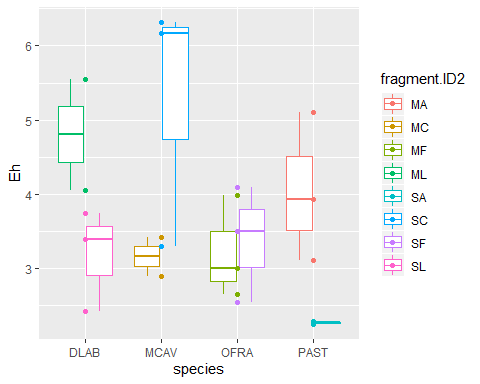 6
5
4
3
Eh
DLAB MCAV OFRA PAST
species
fragment.ID2
MA
MC
MF
ML
SA
SC
SF
SL